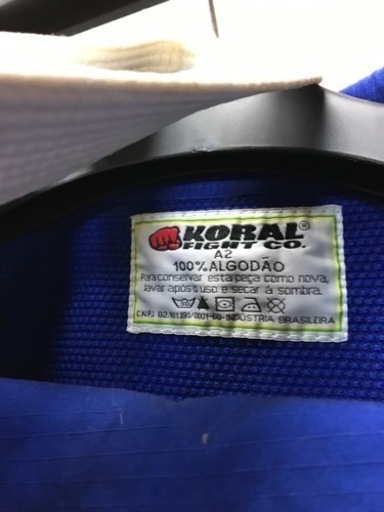 KORAL®
FIGHT CO.
A2
100% ALGODÃO
Para conservar esta peça como nova,
lavar após o uso e secar à sombra.
INDÚSTRIA BRASILEIRA